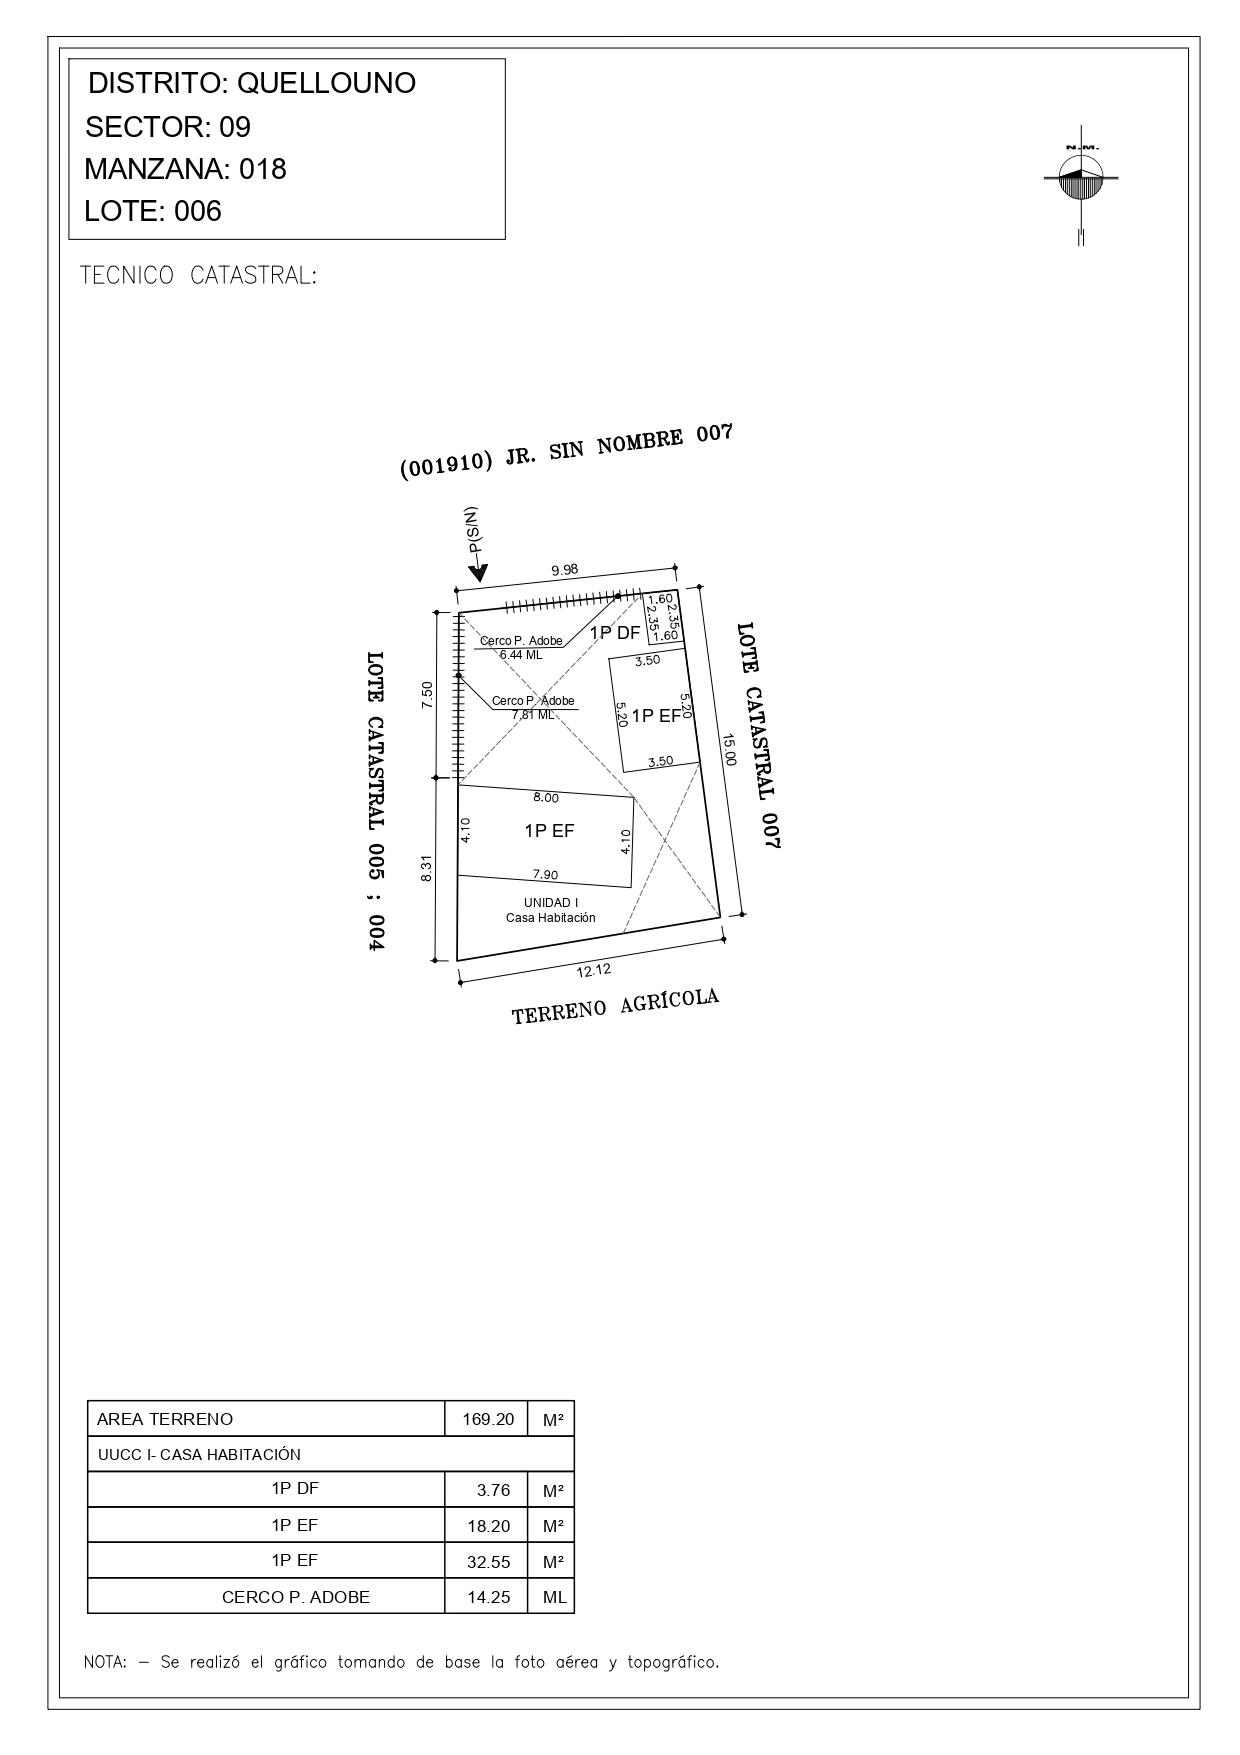 DISTRITO: QUELLOUNO
SECTOR: 09
MANZANA: 018
LOTE: 006
N.M.
TECNICO CATASTRAL:
(001910) JR. SIN NOMBRE 007
P(S/N)
9.98
1.60
2.35
2.35
1.60
1P DF
Cerco P. Adobe
6.44 ML
3.50
LOTE CATASTRAL 005 ; 004
7.50
Cerco P. Adobe
7.81 ML
5.20
1P EF
5.20
LOTE CATASTRAL 007
15.00
3.50
8.00
4.10
1P EF
4.10
8.31
7.90
UNIDAD I
Casa Habitación
12.12
TERRENO AGRÍCOLA
AREA TERRENO 169.20 M²
UUCC I- CASA HABITACIÓN
1P DF 3.76 M²
1P EF 18.20 M²
1P EF 32.55 M²
CERCO P. ADOBE 14.25 ML
NOTA: - Se realizó el gráfico tomando de base la foto aérea y topográfico.